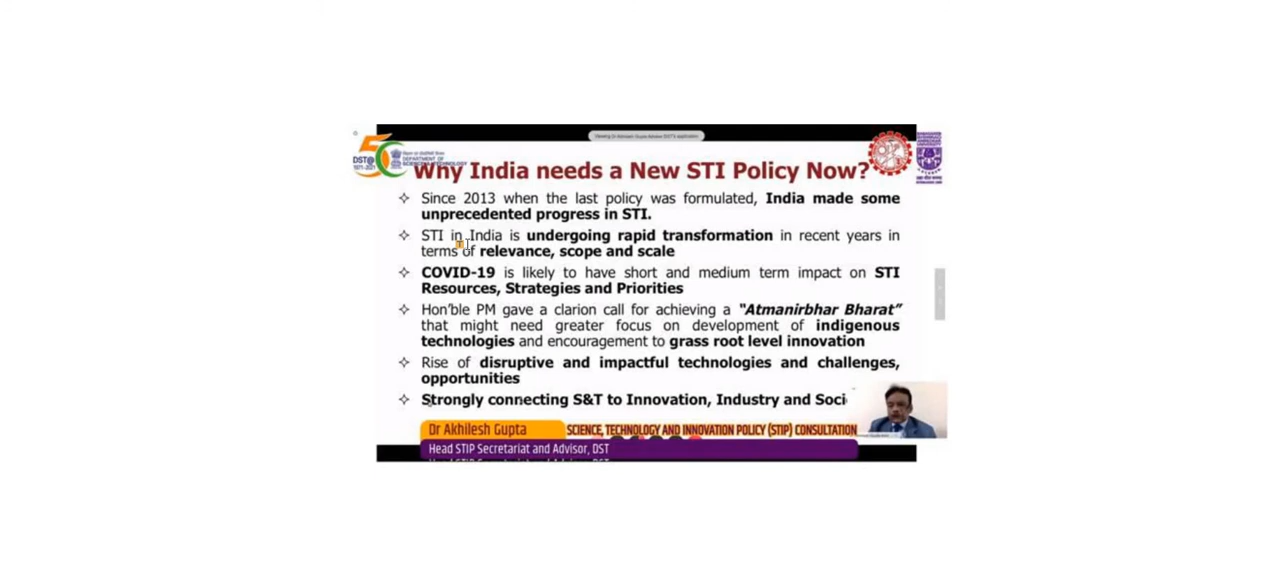 DST@
1971-2021
DEPARTMENT OF
Why India needs a New STI Policy Now?
Since 2013 when the last policy was formulated, India made some
unprecedented progress in STI.
STI in India is undergoing rapid transformation in recent years in
terms of relevance, scope and scale
COVID-19 is likely to have short and medium term impact on STI
Resources, Strategies and Priorities
Hon'ble PM gave a clarion call for achieving a "Atmanirbhar Bharat"
that might need greater focus on development of indigenous
technologies and encouragement to grass root level innovation
Rise of disruptive and impactful technologies and challenges,
opportunities
Strongly connecting S&T to Innovation, Industry and Soci
Dr Akhilesh Gupta
SCIENCE, TECHNOLOGY AND INNOVATION POLICY (STIP) CONSULTATION
Head STIP Secretariat and Advisor, DST